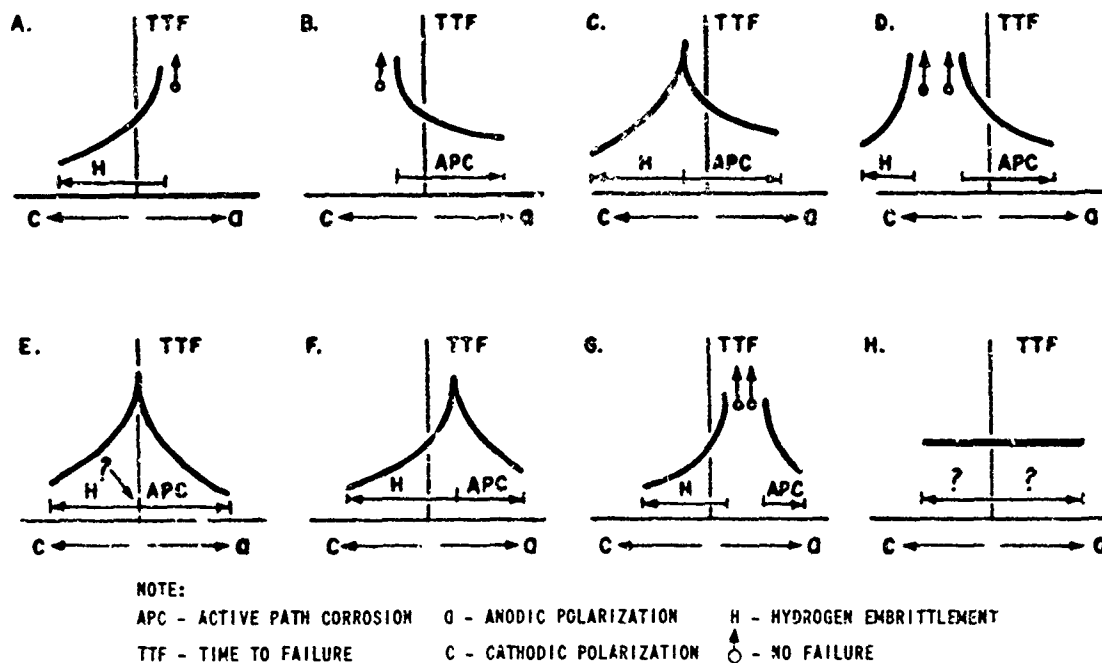 A. TTF
H
C a
B. TTF
APC
C a
C. TTF
H APC
C a
D. TTF
H APC
C a
E. TTF
?
H APC
C a
F. TTF
H APC
C a
G. TTF
H APC
C a
H. TTF
? ?
C a
NOTE:
APC - ACTIVE PATH CORROSION a - ANODIC POLARIZATION H - HYDROGEN EMBRITTLEMENT
TTF - TIME TO FAILURE C - CATHODIC POLARIZATION - NO FAILURE